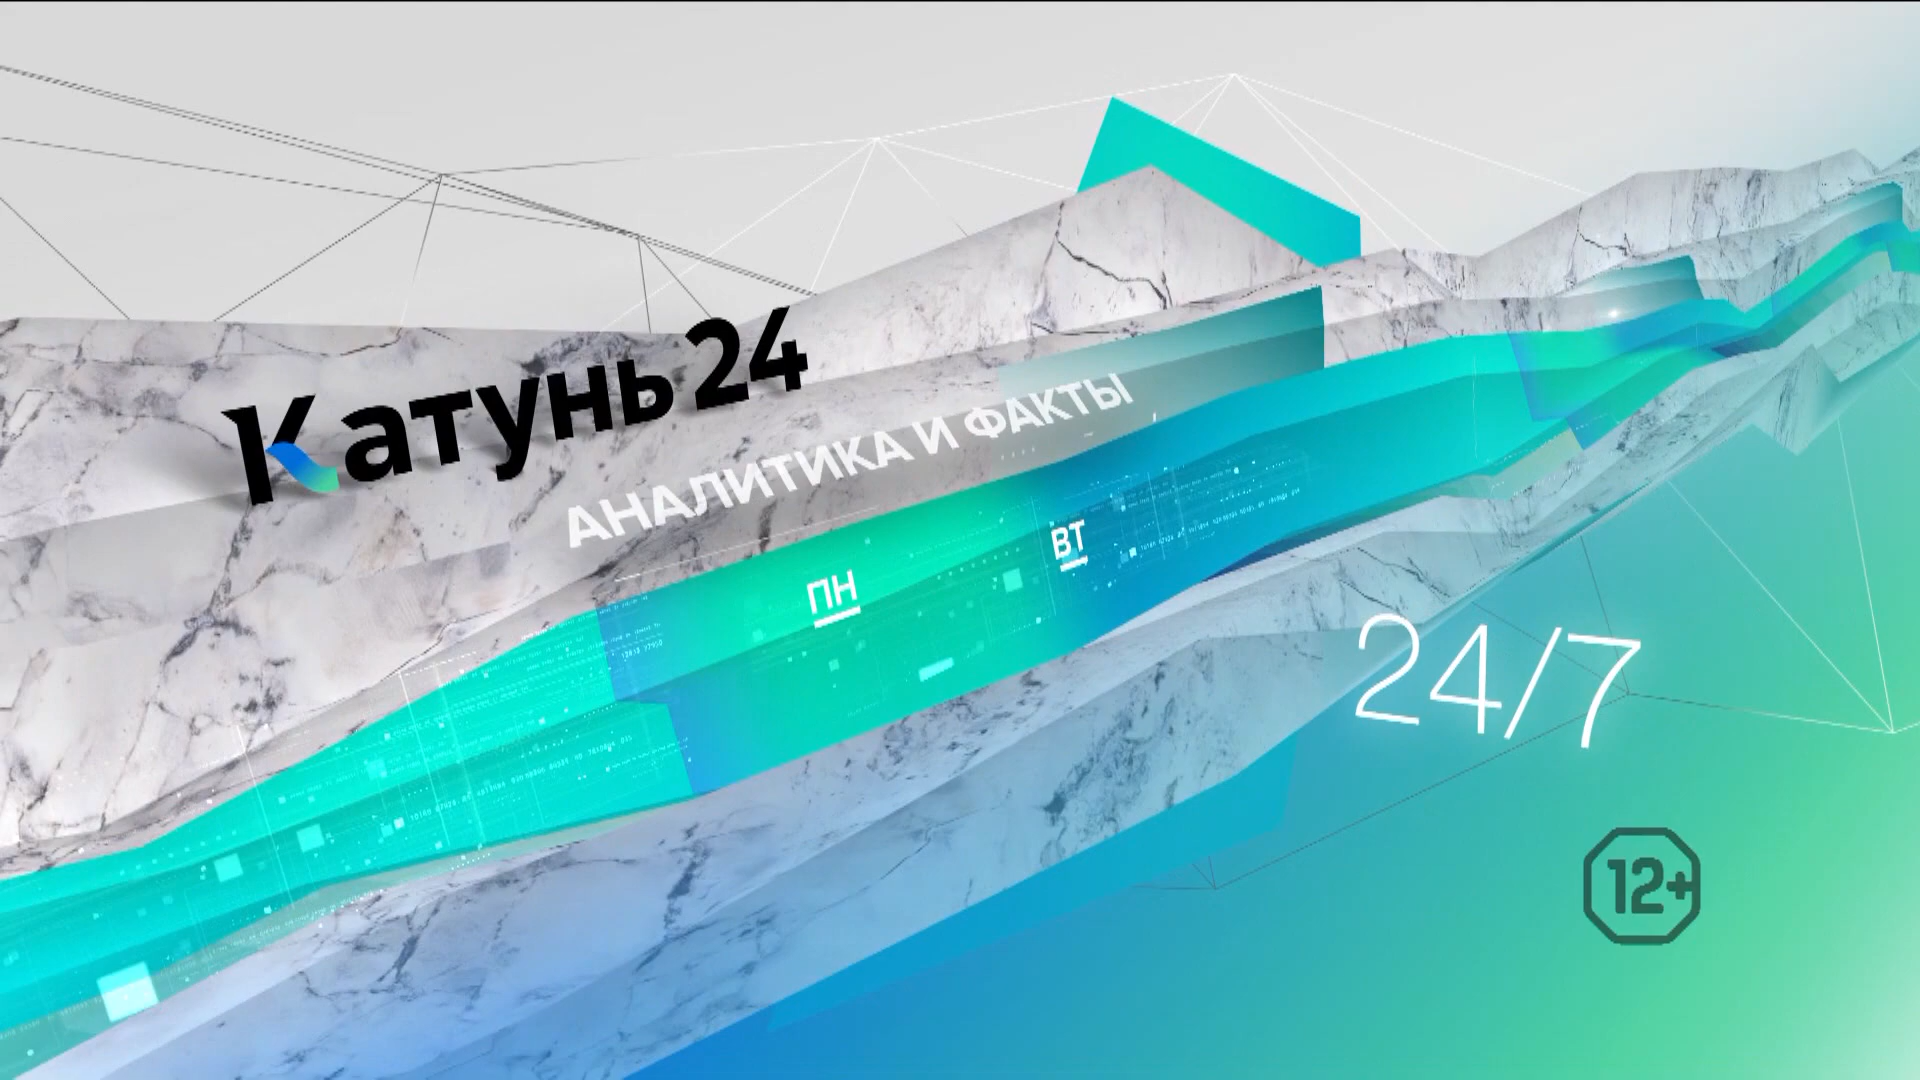 Катунь 24
АНАЛИТИКА И ФАКТЫ
ПН
ВТ
24/7
12+